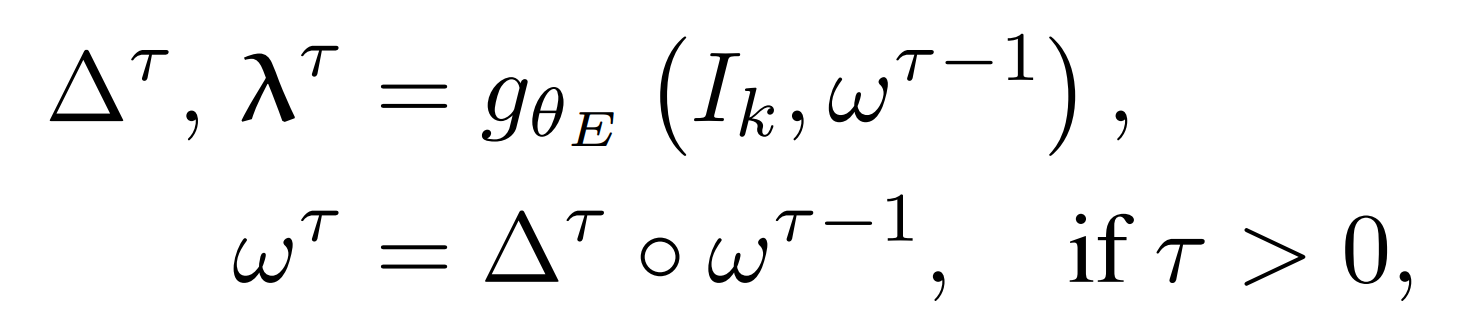 Δ^τ, **λ**^τ = g_{θ_E} (I_k, ω^{τ−1}),
ω^τ = Δ^τ ∘ ω^{τ−1}, if τ > 0,